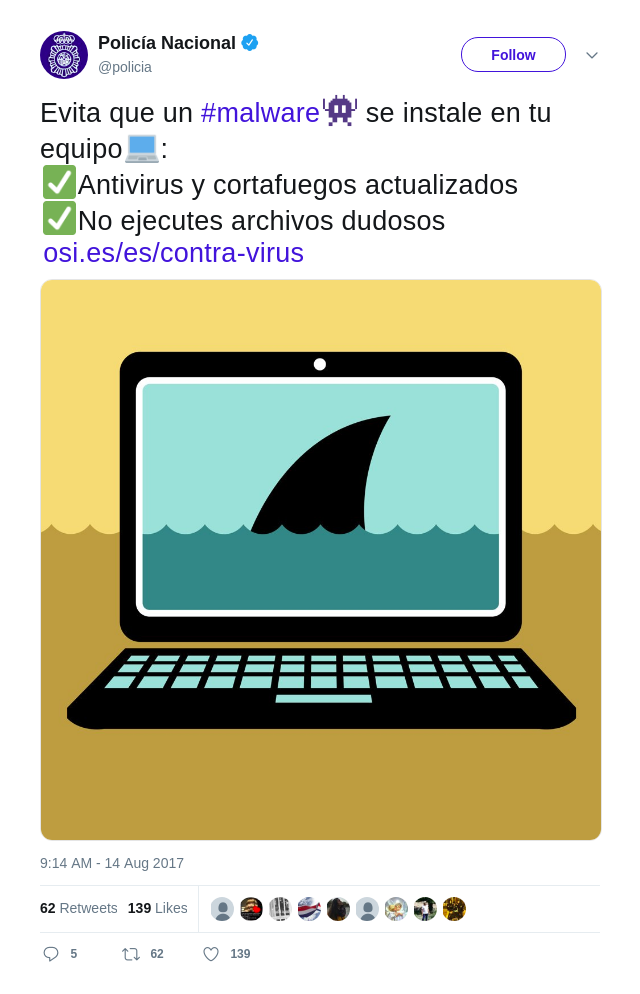 Policía Nacional
@policia
Follow
Evita que un #malware se instale en tu
equipo :
Antivirus y cortafuegos actualizados
No ejecutes archivos dudosos
osi.es/es/contra-virus
9:14 AM - 14 Aug 2017
62 Retweets 139 Likes
5 62 139